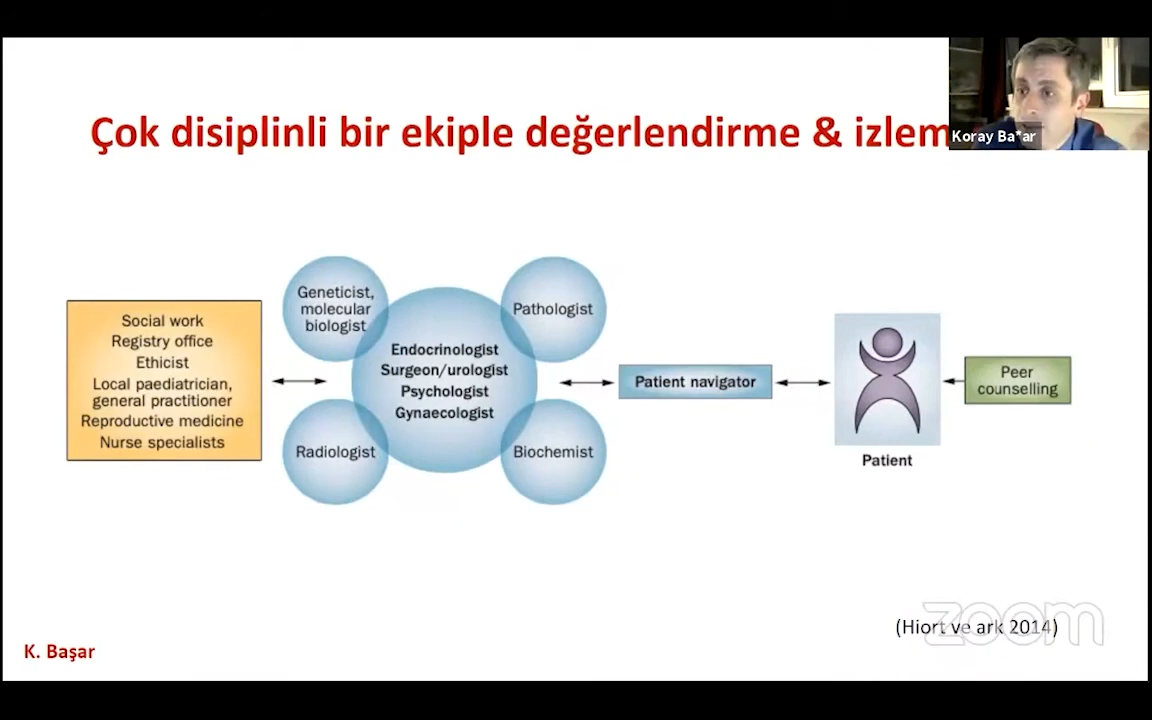 Çok disiplinli bir ekiple değerlendirme & izlem
Koray Ba*ar
Social work
Registry office
Ethicist
Local paediatrician,
general practitioner
Reproductive medicine
Nurse specialists
Geneticist,
molecular
biologist
Pathologist
Endocrinologist
Surgeon/urologist
Psychologist
Gynaecologist
Radiologist
Biochemist
Patient navigator
Patient
Peer
counselling
(Hiort ve ark 2014)
zoom
K. Başar